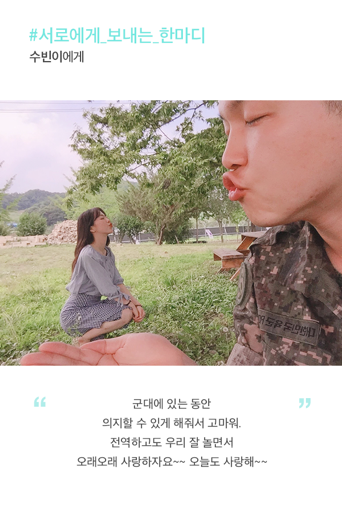 #서로에게_보내는_한마디
수빈이에게
“ 군대에 있는 동안 ”
의지할 수 있게 해줘서 고마워.
전역하고도 우리 잘 놀면서
오래오래 사랑하자요~~ 오늘도 사랑해~~